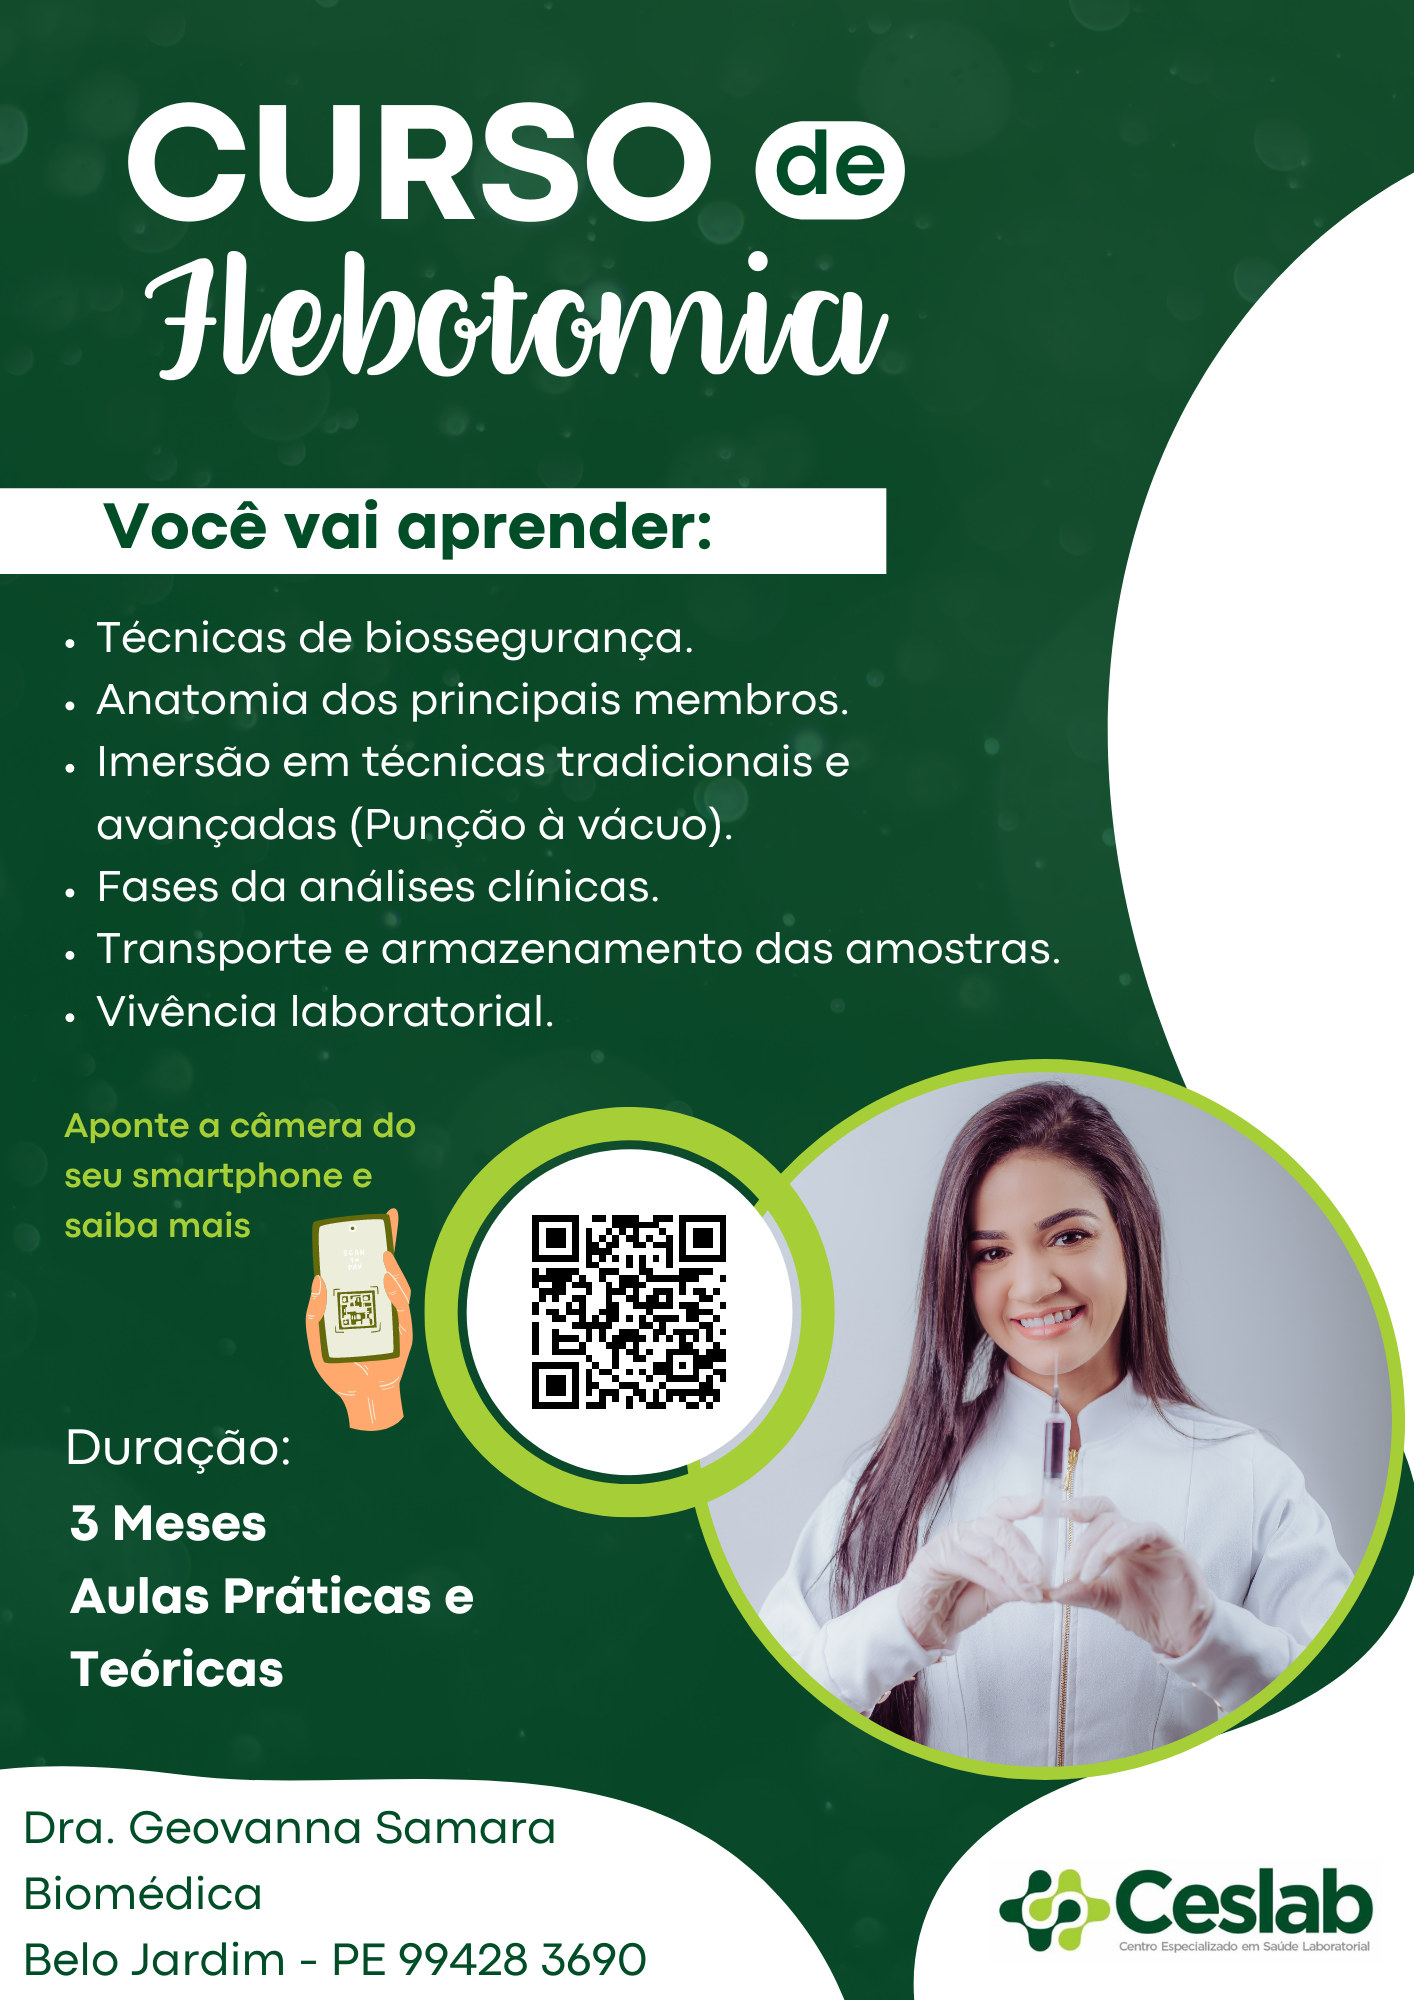 CURSO de
Flebotomia
Você vai aprender:
• Técnicas de biossegurança.
• Anatomia dos principais membros.
• Imersão em técnicas tradicionais e
avançadas (Punção à vácuo).
• Fases da análises clínicas.
• Transporte e armazenamento das amostras.
• Vivência laboratorial.
Aponte a câmera do
seu smartphone e
saiba mais
SCAN
Duração:
3 Meses
Aulas Práticas e
Teóricas
Dra. Geovanna Samara
Biomédica
Belo Jardim - PE 99428 3690
Ceslab
Centro Especializado em Saúde Laboratorial